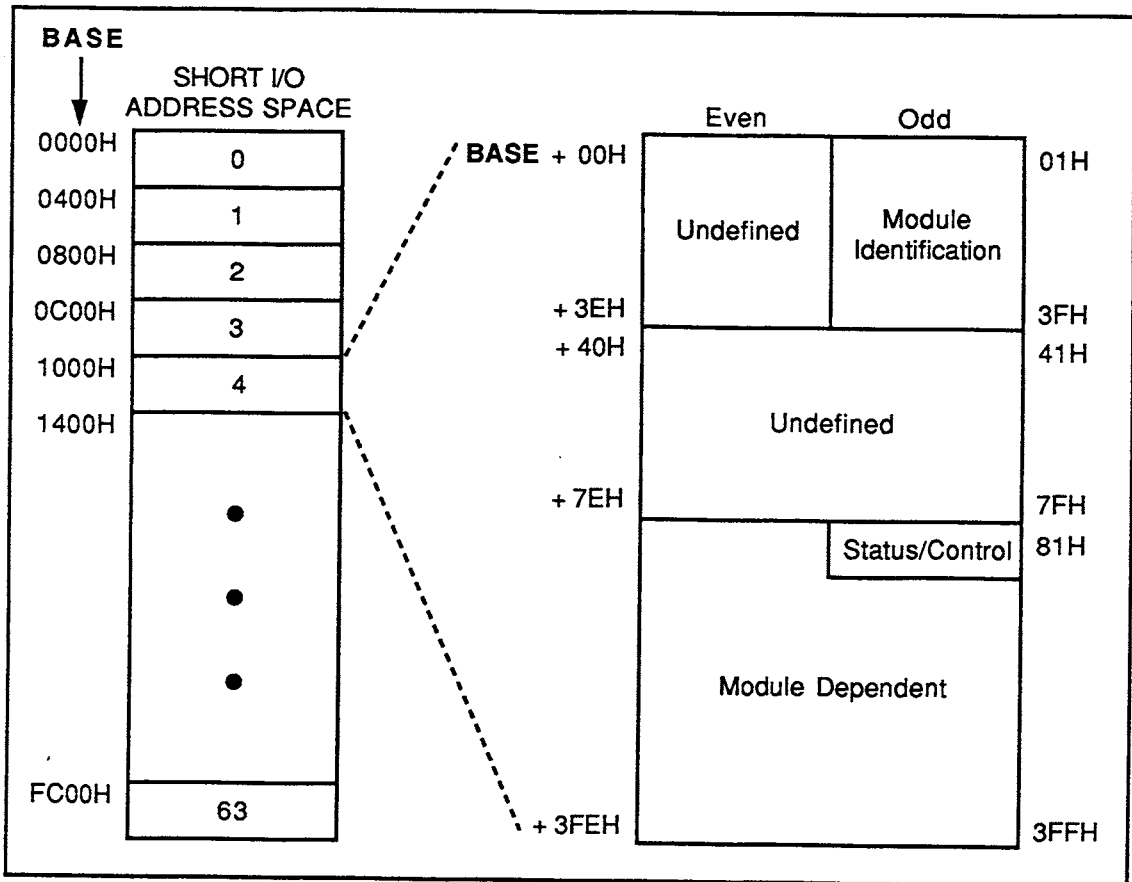 BASE
SHORT I/O
ADDRESS SPACE
0000H
0
0400H
1
0800H
2
0C00H
3
1000H
4
1400H
FC00H
63
Even
Odd
BASE + 00H
01H
Undefined
Module
Identification
+ 3EH
3FH
+ 40H
41H
Undefined
+ 7EH
7FH
Status/Control
81H
Module Dependent
+ 3FEH
3FFH